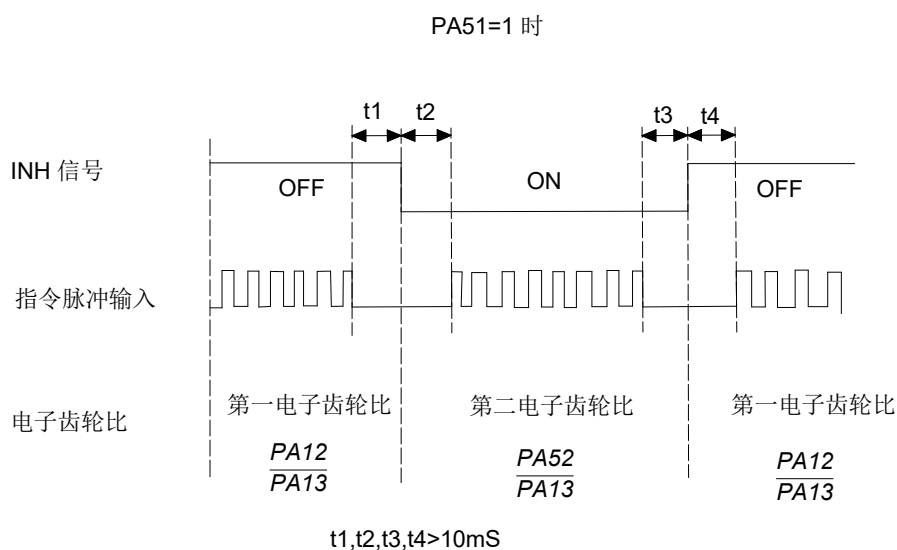 PA51=1 时
t1 t2 t3 t4
INH 信号
OFF ON OFF
指令脉冲输入
电子齿轮比
第一电子齿轮比 第二电子齿轮比 第一电子齿轮比
PA12 PA52 PA12
PA13 PA13 PA13
t1,t2,t3,t4>10mS